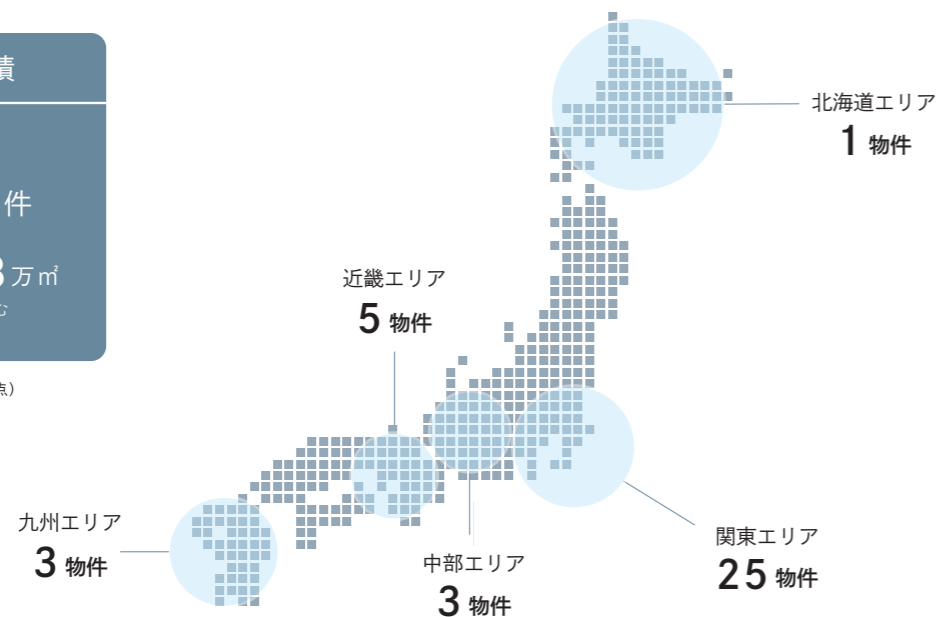 積
件
万㎡
む
点）
北海道エリア
1 物件
近畿エリア
5 物件
九州エリア
3 物件
中部エリア
3 物件
関東エリア
25 物件